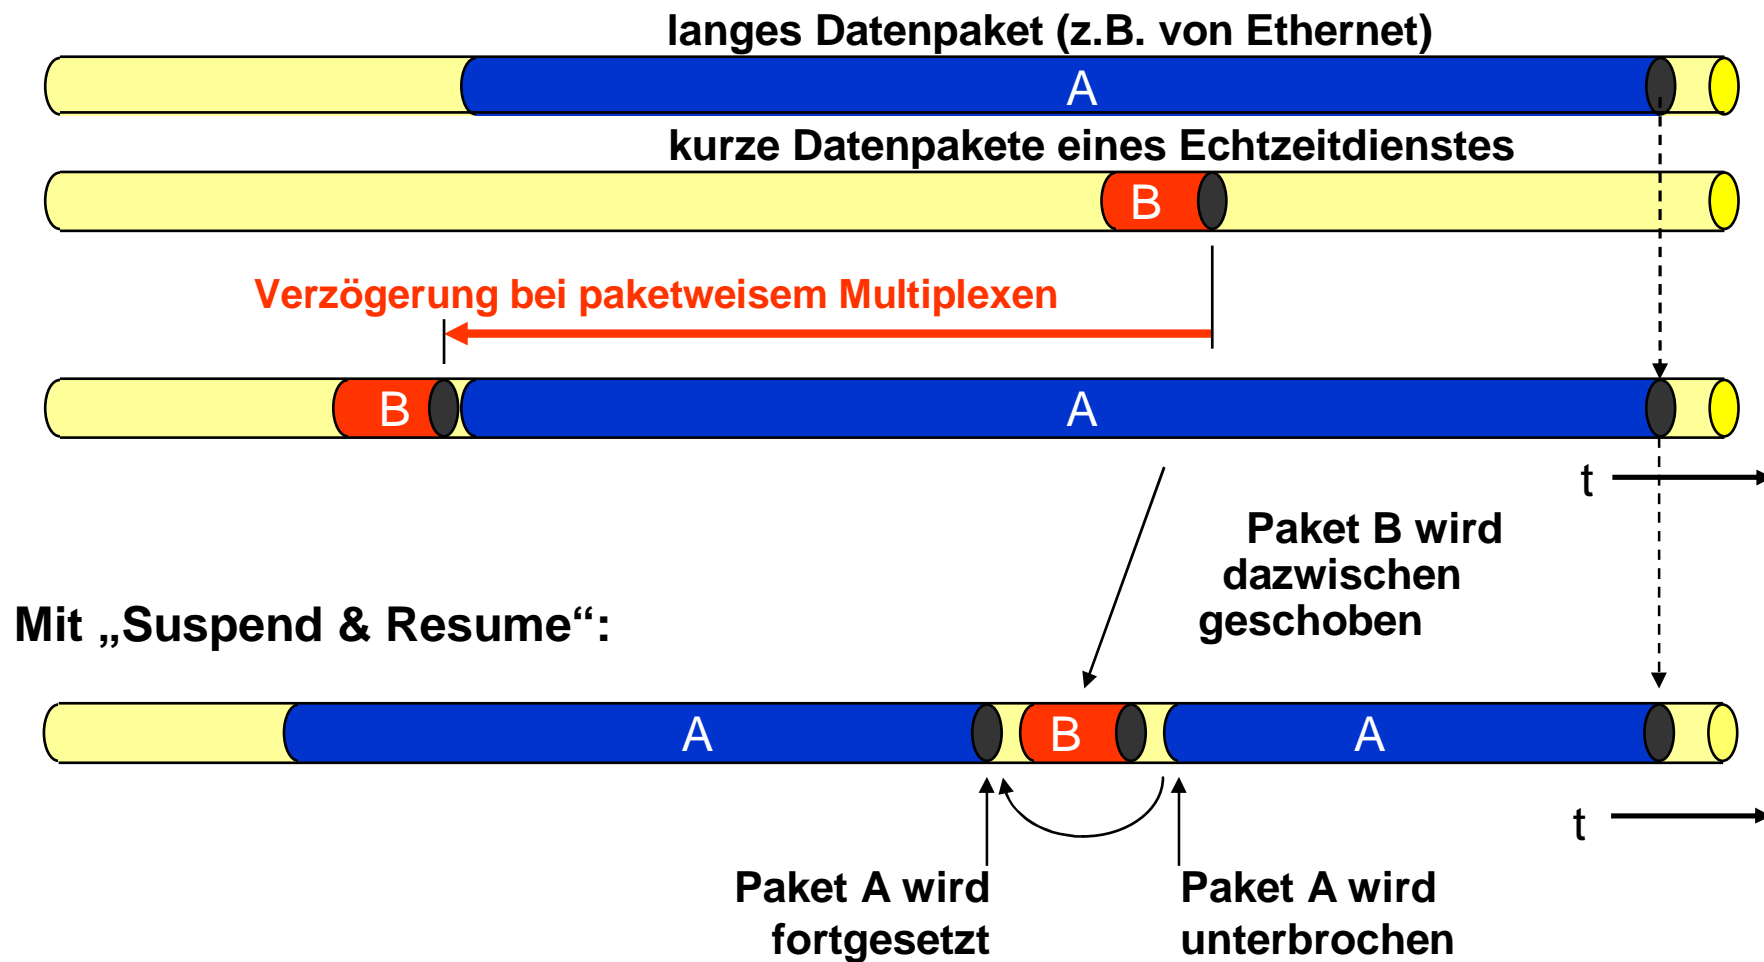 langes Datenpaket (z.B. von Ethernet)
A
kurze Datenpakete eines Echtzeitdienstes
B
Verzögerung bei paketweisem Multiplexen
B
A
t
Paket B wird
dazwischen
geschoben
Mit „Suspend & Resume“:
A
B
A
t
Paket A wird
fortgesetzt
Paket A wird
unterbrochen